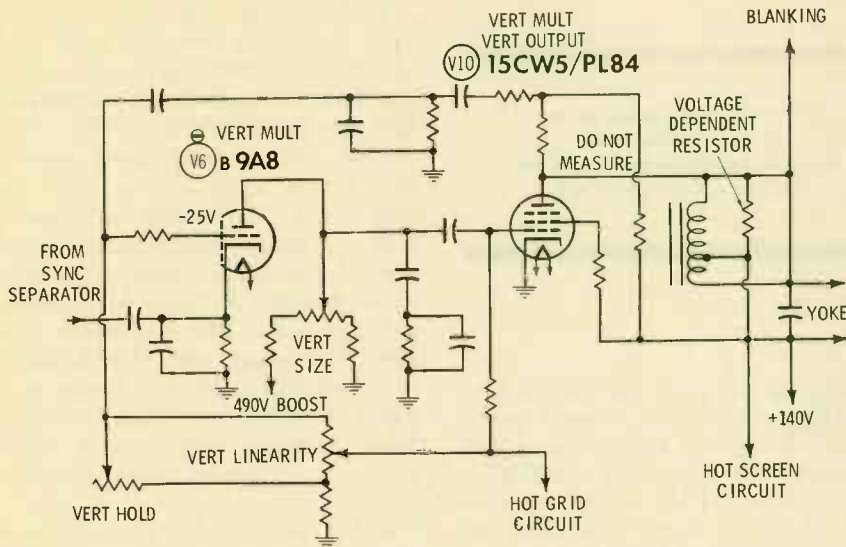 VERT MULT
VERT OUTPUT
V10 15CW5/PL84
BLANKING
VERT MULT
V6 B 9A8
DO NOT
MEASURE
VOLTAGE
DEPENDENT
RESISTOR
-25V
FROM
SYNC
SEPARATOR
VERT
SIZE
490V BOOST
YOKE
+140V
VERT LINEARITY
VERT HOLD
HOT GRID
CIRCUIT
HOT SCREEN
CIRCUIT